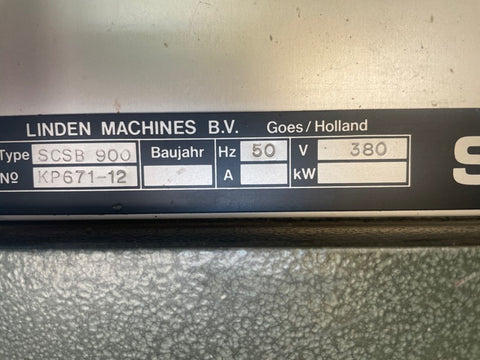 LINDEN MACHINES B.V. Goes/Holland
Type SCSB 900 Baujahr Hz 50 V 380
Nº KP671-12 A kW
S